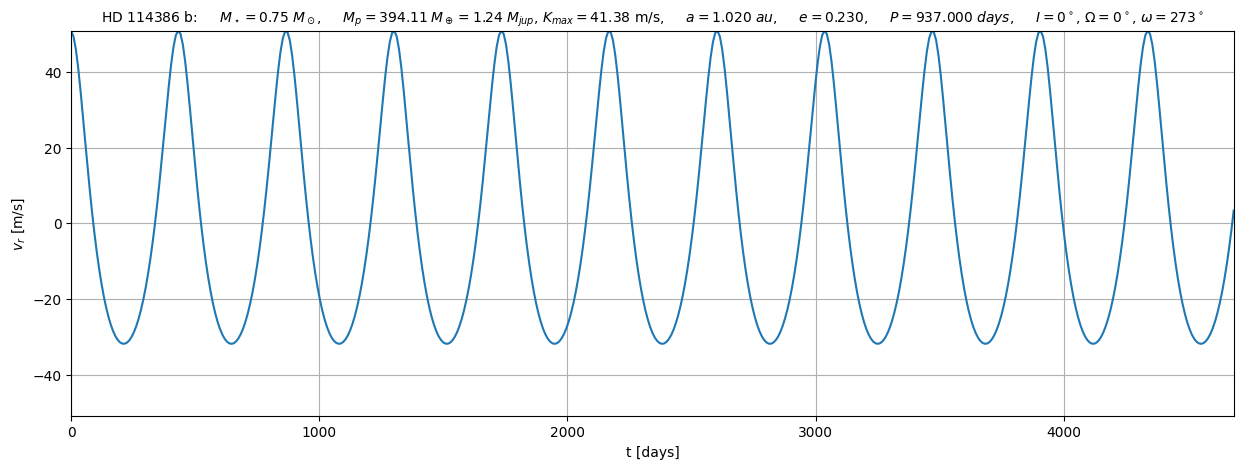 HD 114386 b: M⋆ = 0.75 M⊙, Mp = 394.11 M⊕ = 1.24 Mjup, Kmax = 41.38 m/s, a = 1.020 au, e = 0.230, P = 937.000 days, I = 0°, Ω = 0°, ω = 273°
40
20
0
−20
−40
vr [m/s]
0 1000 2000 3000 4000
t [days]